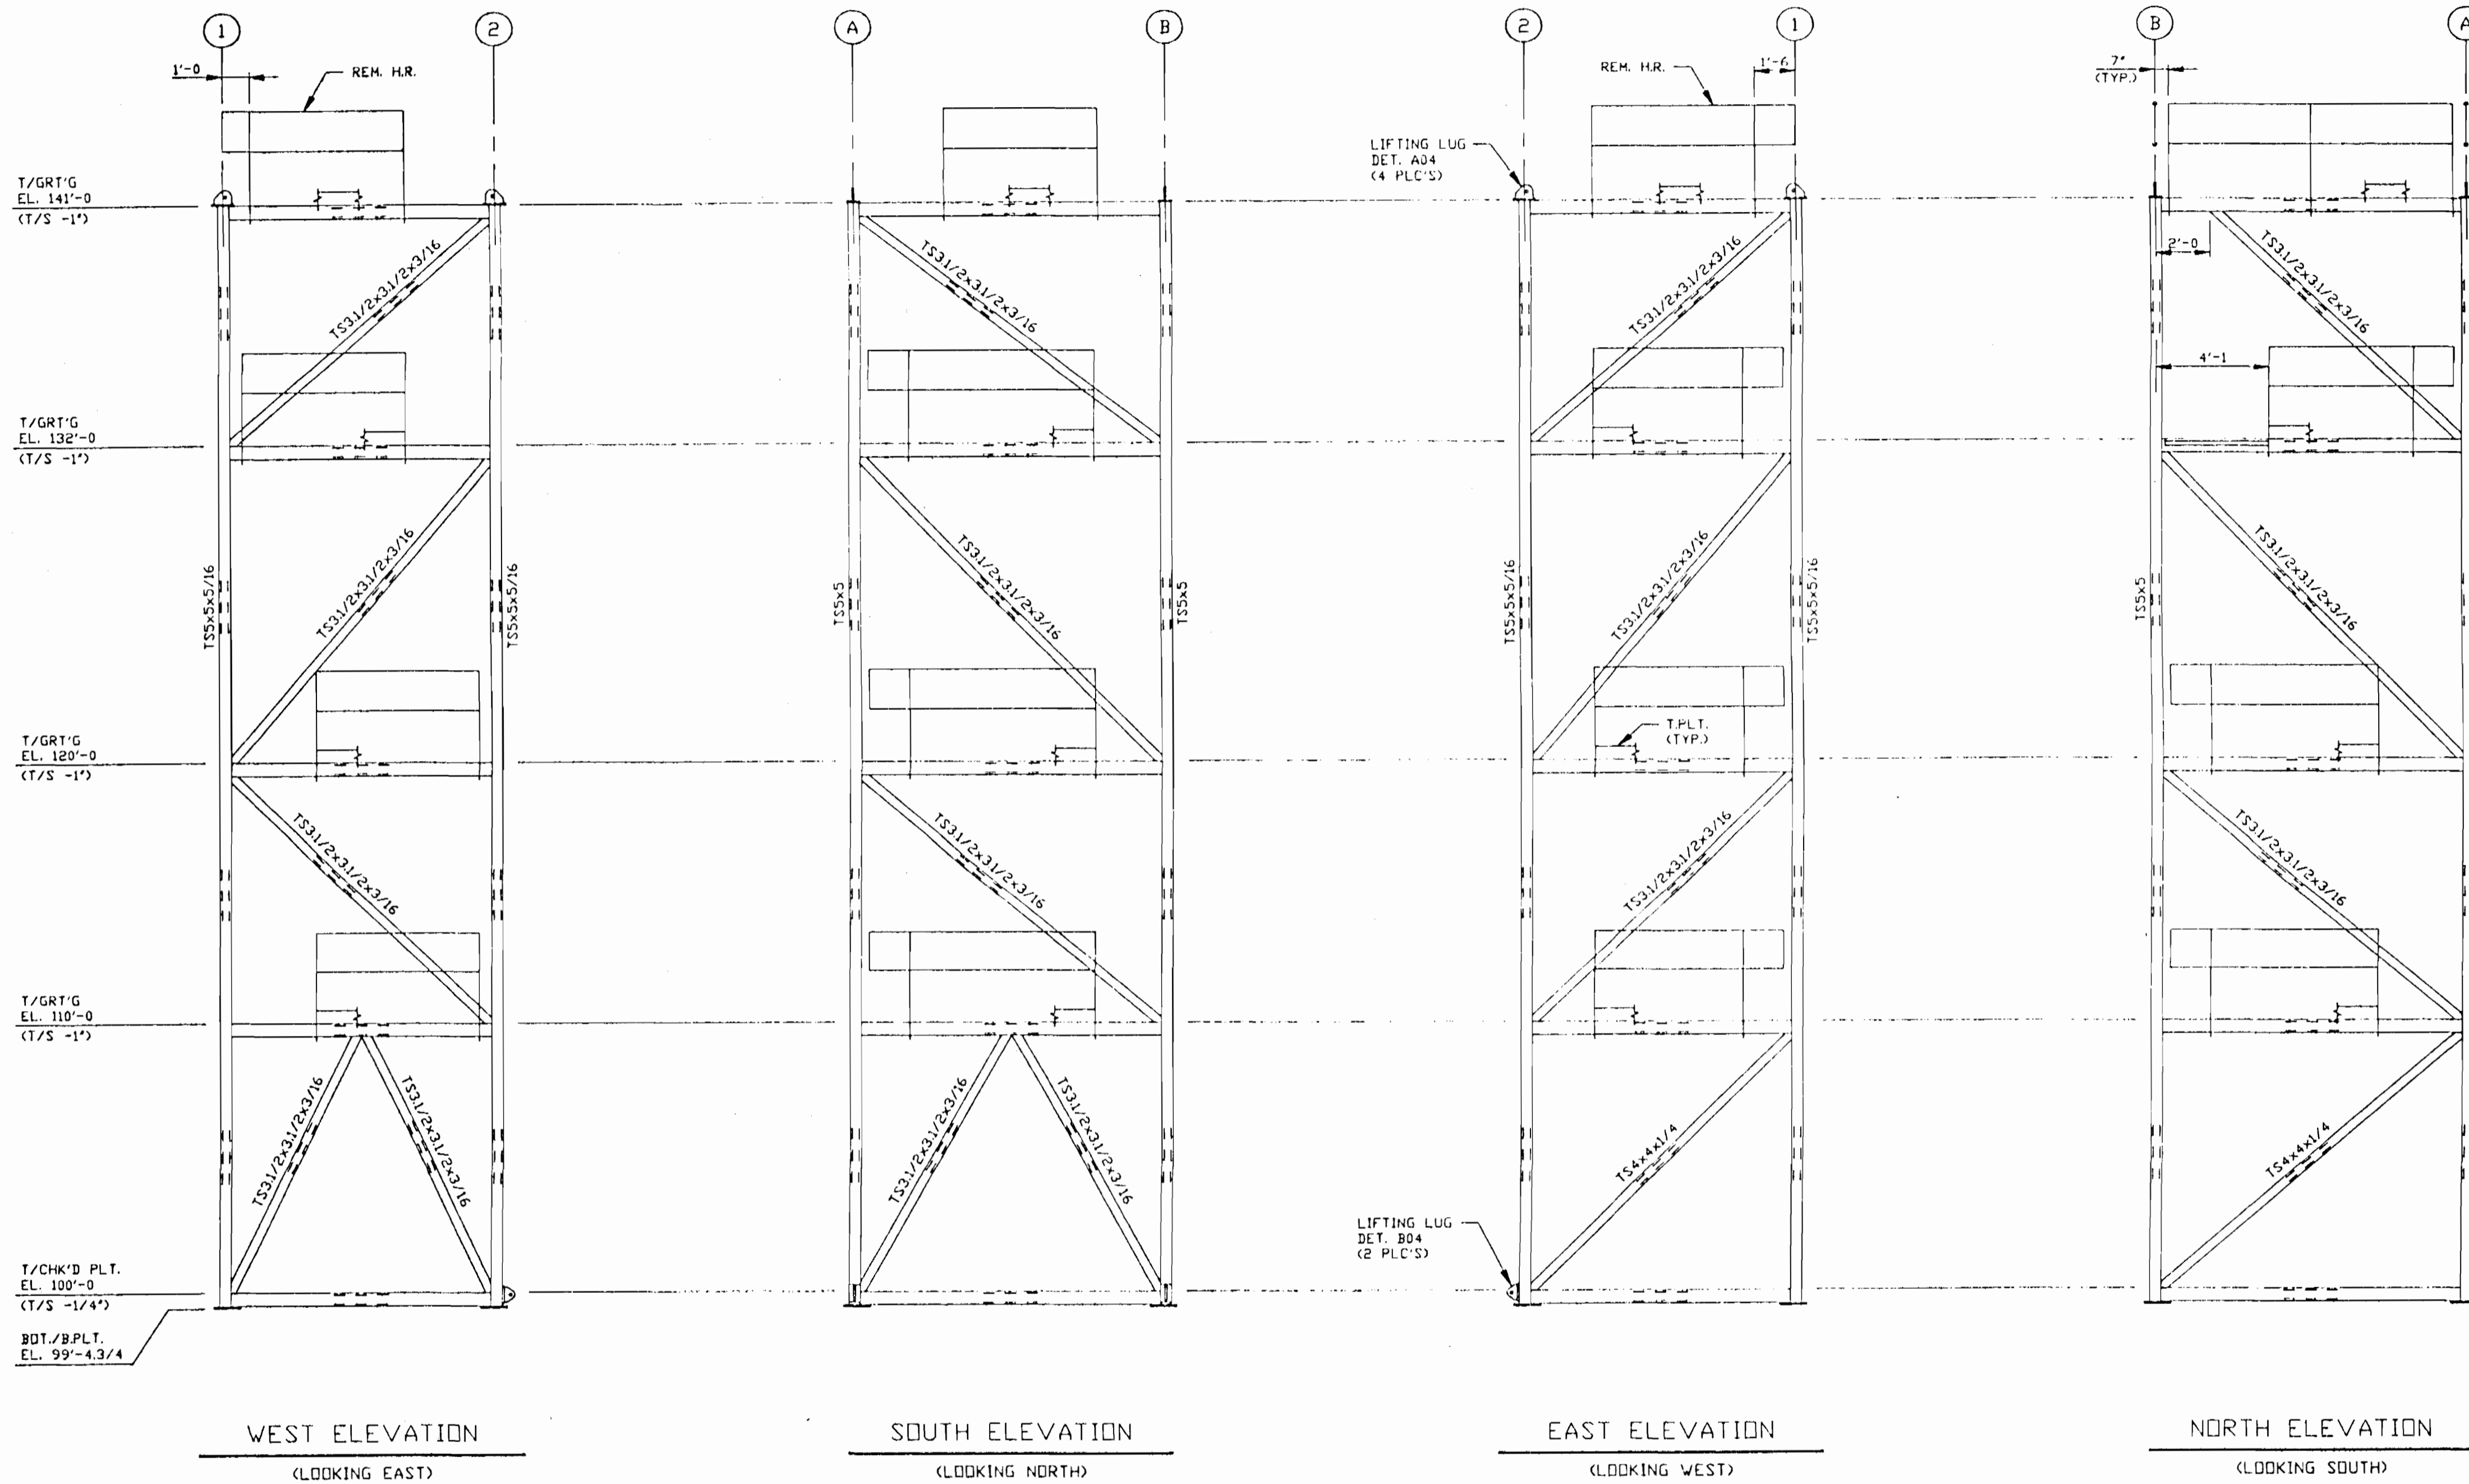 1
2
A
B
2
1
B
A
1'-0
REM. H.R.
REM. H.R.
1'-6
7"
(TYP.)
LIFTING LUG
DET. A04
(4 PLC'S)
T/GRT'G
EL. 141'-0
(T/S -1")
2'-0
TS3.1/2x3.1/2x3/16
TS3.1/2x3.1/2x3/16
TS3.1/2x3.1/2x3/16
TS3.1/2x3.1/2x3/16
4'-1
T/GRT'G
EL. 132'-0
(T/S -1")
TS5x5x5/16
TS3.1/2x3.1/2x3/16
TS5x5x5/16
TS5x5
TS3.1/2x3.1/2x3/16
TS5x5
TS5x5x5/16
TS3.1/2x3.1/2x3/16
TS5x5x5/16
TS5x5
TS3.1/2x3.1/2x3/16
T.PLT.
(TYP.)
T/GRT'G
EL. 120'-0
(T/S -1")
TS3.1/2x3.1/2x3/16
TS3.1/2x3.1/2x3/16
TS3.1/2x3.1/2x3/16
TS3.1/2x3.1/2x3/16
T/GRT'G
EL. 110'-0
(T/S -1")
TS3.1/2x3.1/2x3/16
TS3.1/2x3.1/2x3/16
TS3.1/2x3.1/2x3/16
TS3.1/2x3.1/2x3/16
TS4x4x1/4
TS4x4x1/4
LIFTING LUG
DET. B04
(2 PLC'S)
T/CHK'D PLT.
EL. 100'-0
(T/S -1/4")
BOT./B.PLT.
EL. 99'-4.3/4
WEST ELEVATION
(LOOKING EAST)
SOUTH ELEVATION
(LOOKING NORTH)
EAST ELEVATION
(LOOKING WEST)
NORTH ELEVATION
(LOOKING SOUTH)